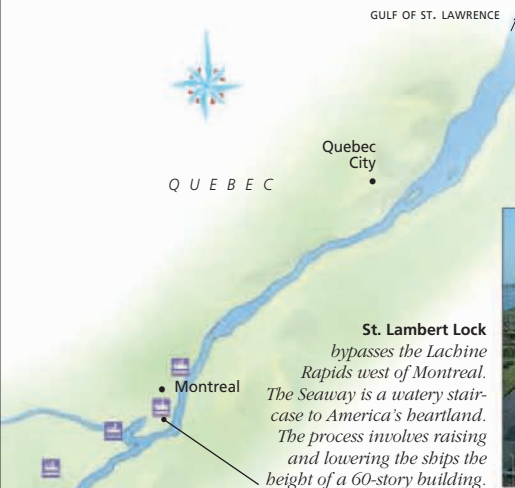 GULF OF ST. LAWRENCE
Quebec
City
QUEBEC
Montreal
St. Lambert Lock
bypasses the Lachine
Rapids west of Montreal.
The Seaway is a watery stair-
case to America's heartland.
The process involves raising
and lowering the ships the
height of a 60-story building.